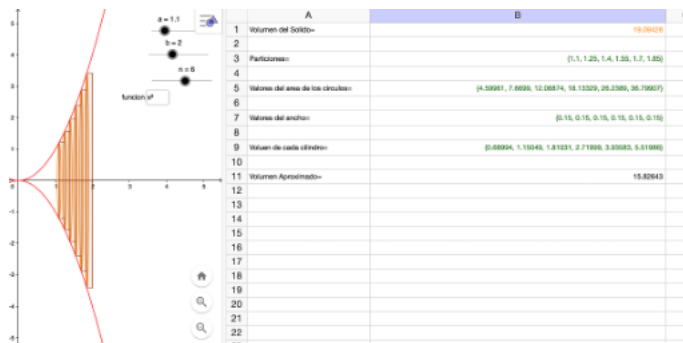 a = 1.1
b = 2
n = 6
funcion x²
A B
1 Volumen del Solido= 19.09426
2
3 Particiones= {1.1, 1.25, 1.4, 1.55, 1.7, 1.85}
4
5 Valores del area de los circulos= {4.59961, 7.6699, 12.06874, 18.13329, 26.2389, 36.79907}
6
7 Valores del ancho= {0.15, 0.15, 0.15, 0.15, 0.15, 0.15}
8
9 Voluen de cada cilindro= {0.68994, 1.15049, 1.81031, 2.71999, 3.93583, 5.51986}
10
11 Volumen Aproximado= 15.82643
12
13
14
15
16
17
18
19
20
21
22